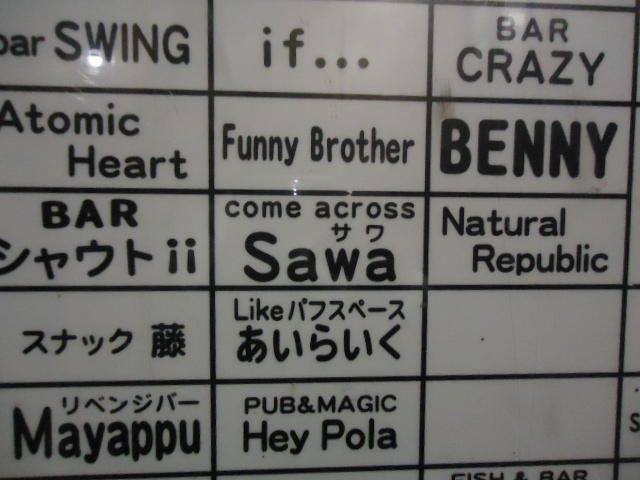 bar SWING
if...
BAR
CRAZY
Atomic
Heart
Funny Brother
BENNY
BAR
シャウトii
come across
サワ
Sawa
Natural
Republic
スナック 藤
Likeパフスペース
あいらいく
リベンジバー
Mayappu
PUB&MAGIC
Hey Pola
FISH & BAR
S